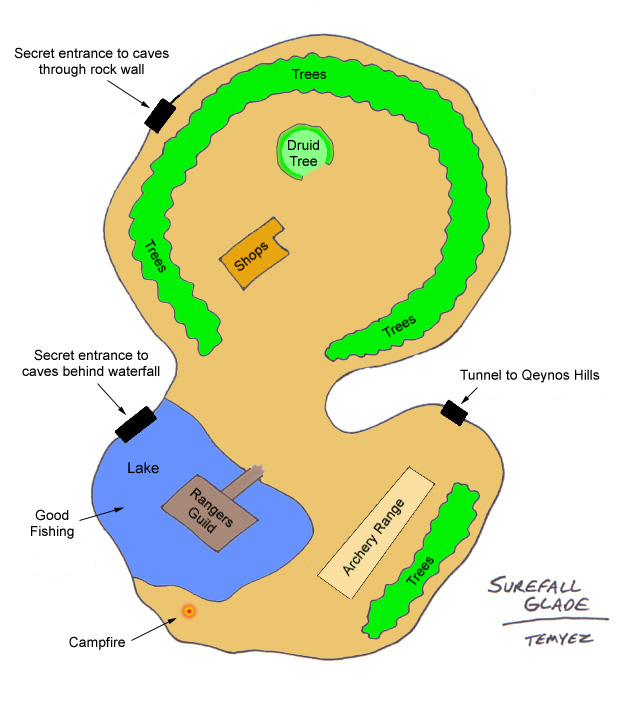 Secret entrance to caves
through rock wall
Trees
Druid
Tree
Shops
Trees
Trees
Secret entrance to
caves behind waterfall
Tunnel to Qeynos Hills
Lake
Rangers
Guild
Good
Fishing
Archery Range
Trees
Campfire
SUREFALL
GLADE
TEMYEZ